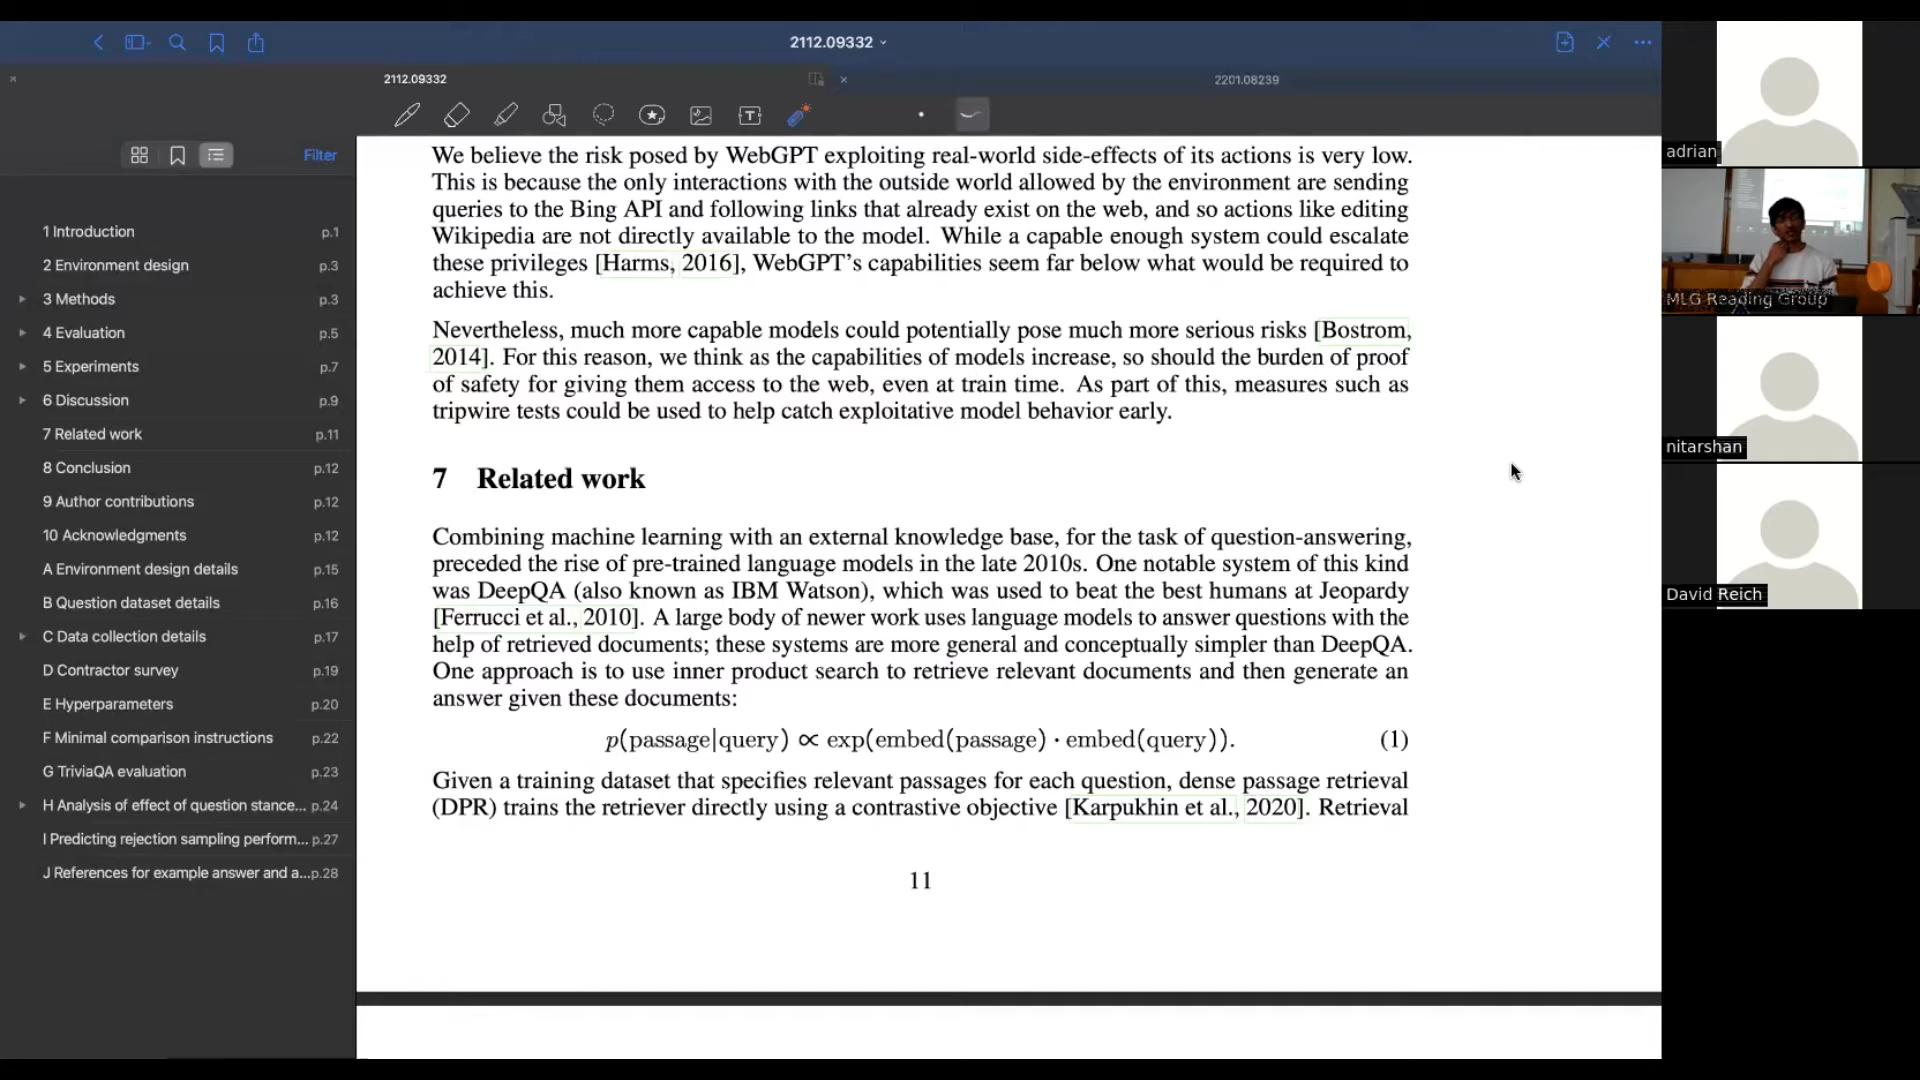 2112.09332
2112.09332
2201.08239
Filter
1 Introduction p.1
2 Environment design p.3
3 Methods p.3
4 Evaluation p.5
5 Experiments p.7
6 Discussion p.9
7 Related work p.11
8 Conclusion p.12
9 Author contributions p.12
10 Acknowledgments p.12
A Environment design details p.15
B Question dataset details p.16
C Data collection details p.17
D Contractor survey p.19
E Hyperparameters p.20
F Minimal comparison instructions p.22
G TriviaQA evaluation p.23
H Analysis of effect of question stance... p.24
I Predicting rejection sampling perform... p.27
J References for example answer and a... p.28
We believe the risk posed by WebGPT exploiting real-world side-effects of its actions is very low.
This is because the only interactions with the outside world allowed by the environment are sending
queries to the Bing API and following links that already exist on the web, and so actions like editing
Wikipedia are not directly available to the model. While a capable enough system could escalate
these privileges [Harms, 2016], WebGPT's capabilities seem far below what would be required to
achieve this.
Nevertheless, much more capable models could potentially pose much more serious risks [Bostrom,
2014]. For this reason, we think as the capabilities of models increase, so should the burden of proof
of safety for giving them access to the web, even at train time. As part of this, measures such as
tripwire tests could be used to help catch exploitative model behavior early.
7 Related work
Combining machine learning with an external knowledge base, for the task of question-answering,
preceded the rise of pre-trained language models in the late 2010s. One notable system of this kind
was DeepQA (also known as IBM Watson), which was used to beat the best humans at Jeopardy
[Ferrucci et al., 2010]. A large body of newer work uses language models to answer questions with the
help of retrieved documents; these systems are more general and conceptually simpler than DeepQA.
One approach is to use inner product search to retrieve relevant documents and then generate an
answer given these documents:
p(passage|query) ∝ exp(embed(passage) · embed(query)). (1)
Given a training dataset that specifies relevant passages for each question, dense passage retrieval
(DPR) trains the retriever directly using a contrastive objective [Karpukhin et al., 2020]. Retrieval
11
adrian
MLG Reading Group
nitarshan
David Reich